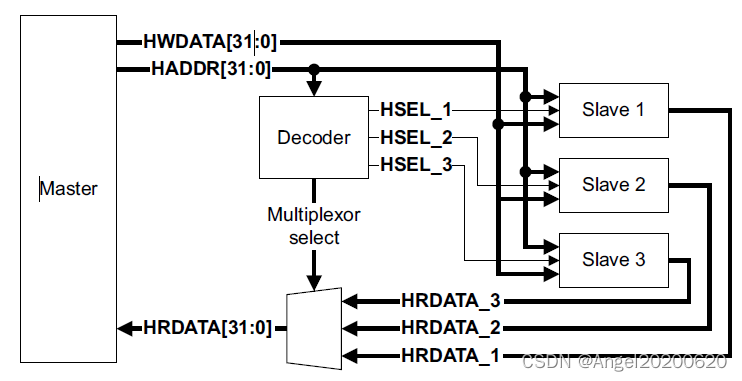 HWDATA[31:0]
HADDR[31:0]
HSEL_1
Slave 1
Decoder
HSEL_2
HSEL_3
Master
Slave 2
Multiplexor
select
Slave 3
HRDATA_3
HRDATA[31:0]
HRDATA_2
HRDATA_1
CSDN @Angel20200620